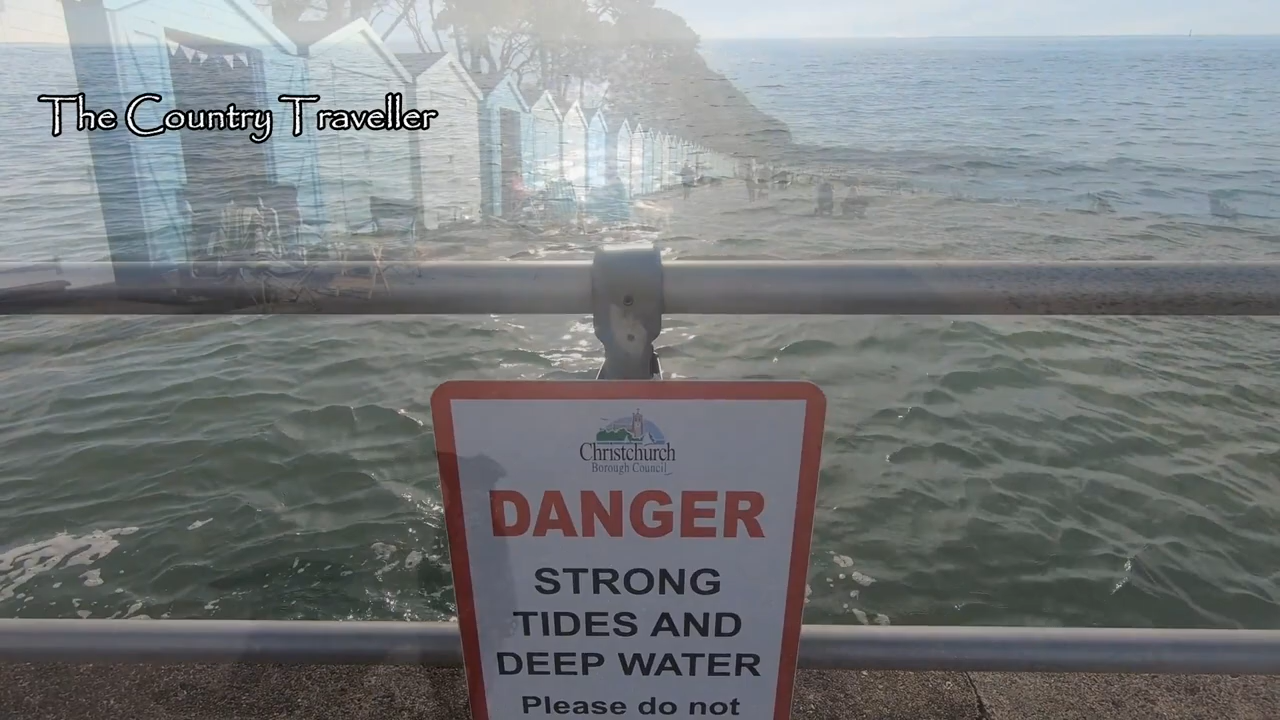 The Country Traveller
Christchurch
Borough Council
DANGER
STRONG
TIDES AND
DEEP WATER
Please do not